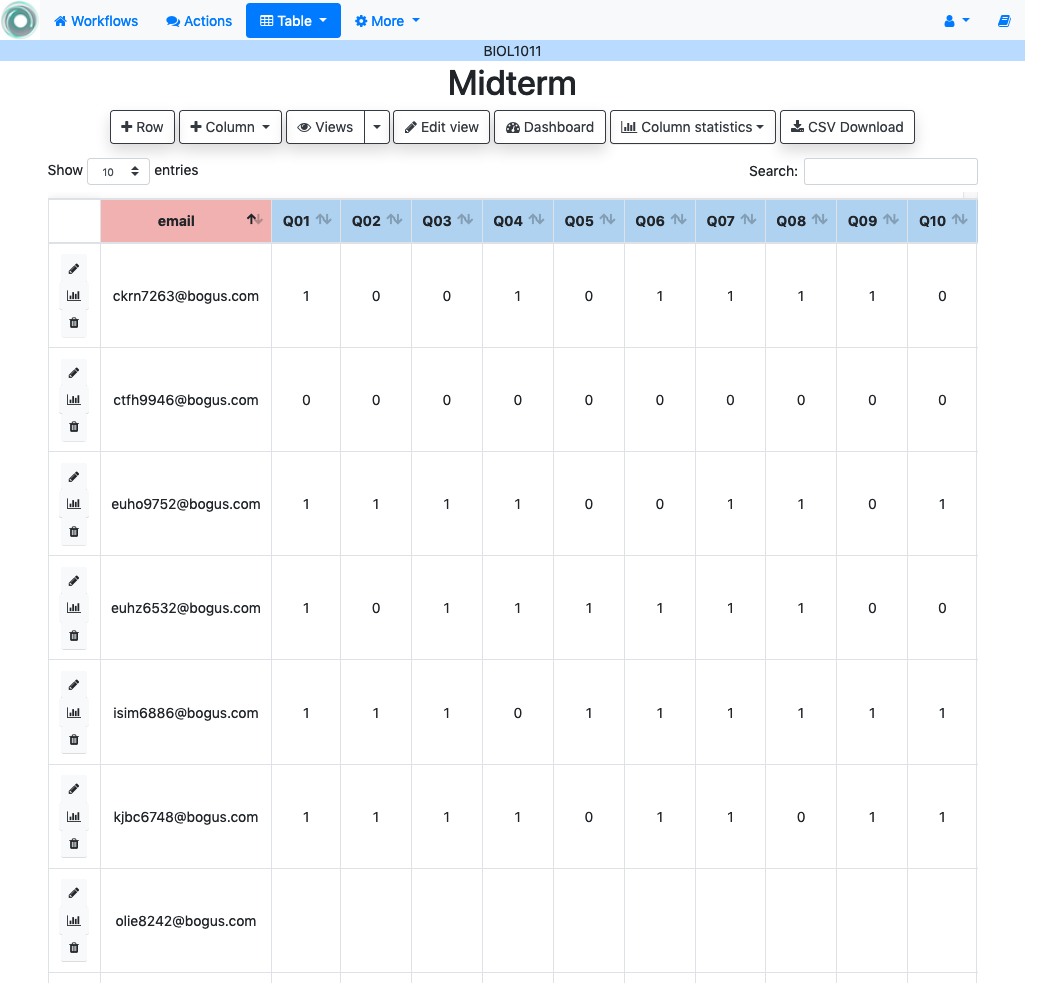 Workflows Actions Table More
BIOL1011
Midterm
Row Column Views Edit view Dashboard Column statistics CSV Download
Show 10 entries Search:
email Q01 Q02 Q03 Q04 Q05 Q06 Q07 Q08 Q09 Q10
ckrn7263@bogus.com 1 0 0 1 0 1 1 1 1 0
ctfh9946@bogus.com 0 0 0 0 0 0 0 0 0 0
euho9752@bogus.com 1 1 1 1 0 0 1 1 0 1
euhz6532@bogus.com 1 0 1 1 1 1 1 1 0 0
isim6886@bogus.com 1 1 1 0 1 1 1 1 1 1
kjbc6748@bogus.com 1 1 1 1 0 1 1 0 1 1
olie8242@bogus.com